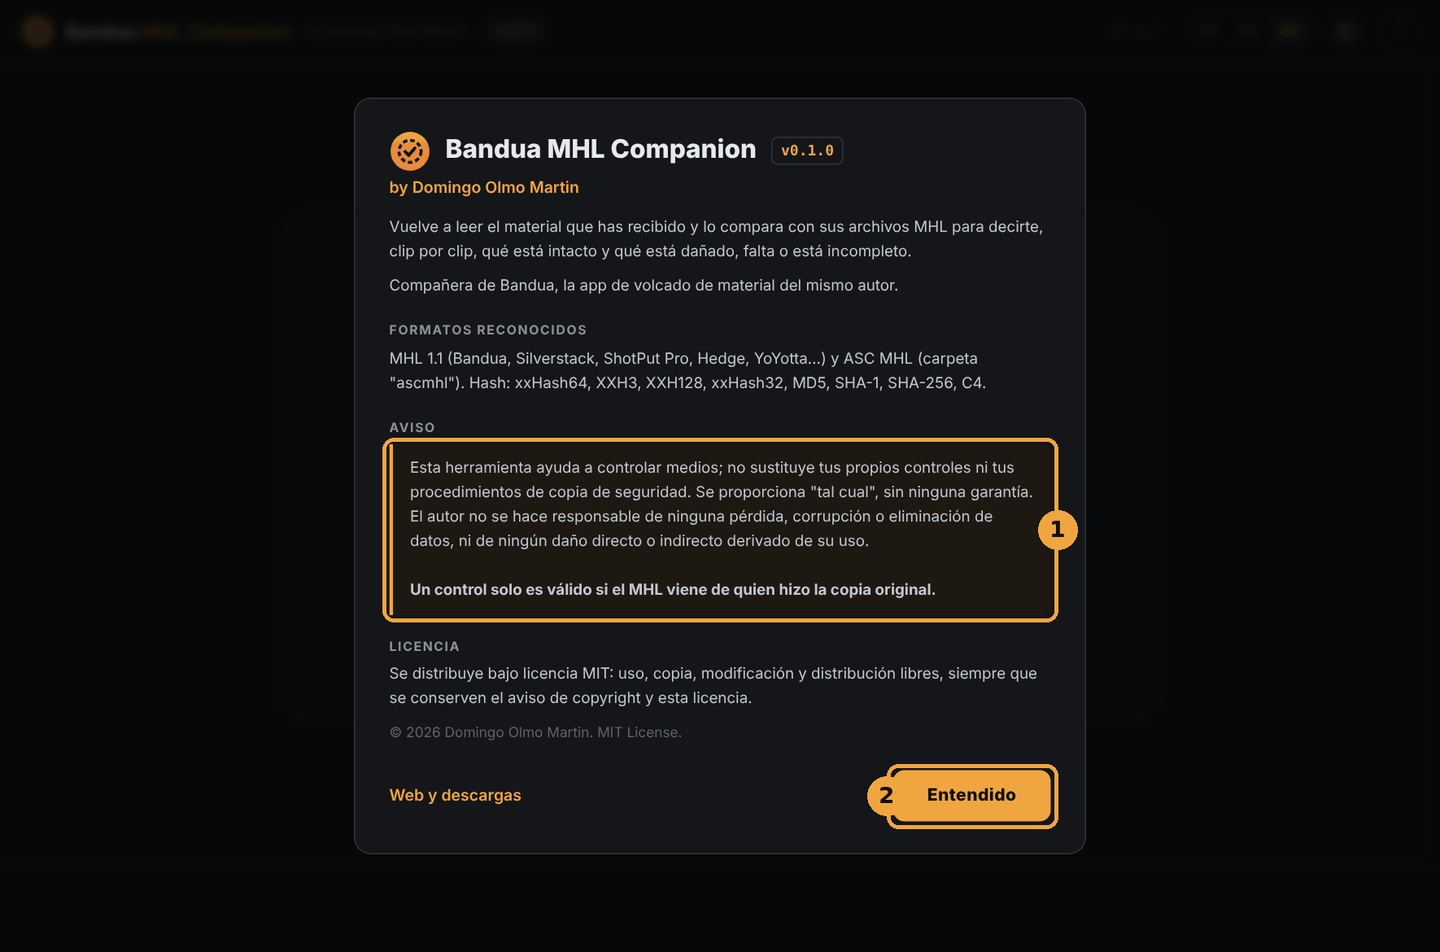 Bandua MHL Companion v0.1.0
by Domingo Olmo Martin
Vuelve a leer el material que has recibido y lo compara con sus archivos MHL para decirte,
clip por clip, qué está intacto y qué está dañado, falta o está incompleto.
Compañera de Bandua, la app de volcado de material del mismo autor.
FORMATOS RECONOCIDOS
MHL 1.1 (Bandua, Silverstack, ShotPut Pro, Hedge, YoYotta...) y ASC MHL (carpeta
"ascmhl"). Hash: xxHash64, XXH3, XXH128, xxHash32, MD5, SHA-1, SHA-256, C4.
AVISO
Esta herramienta ayuda a controlar medios; no sustituye tus propios controles ni tus
procedimientos de copia de seguridad. Se proporciona "tal cual", sin ninguna garantía.
El autor no se hace responsable de ninguna pérdida, corrupción o eliminación de
datos, ni de ningún daño directo o indirecto derivado de su uso.
1
Un control solo es válido si el MHL viene de quien hizo la copia original.
LICENCIA
Se distribuye bajo licencia MIT: uso, copia, modificación y distribución libres, siempre que
se conserven el aviso de copyright y esta licencia.
© 2026 Domingo Olmo Martin. MIT License.
Web y descargas
2 Entendido